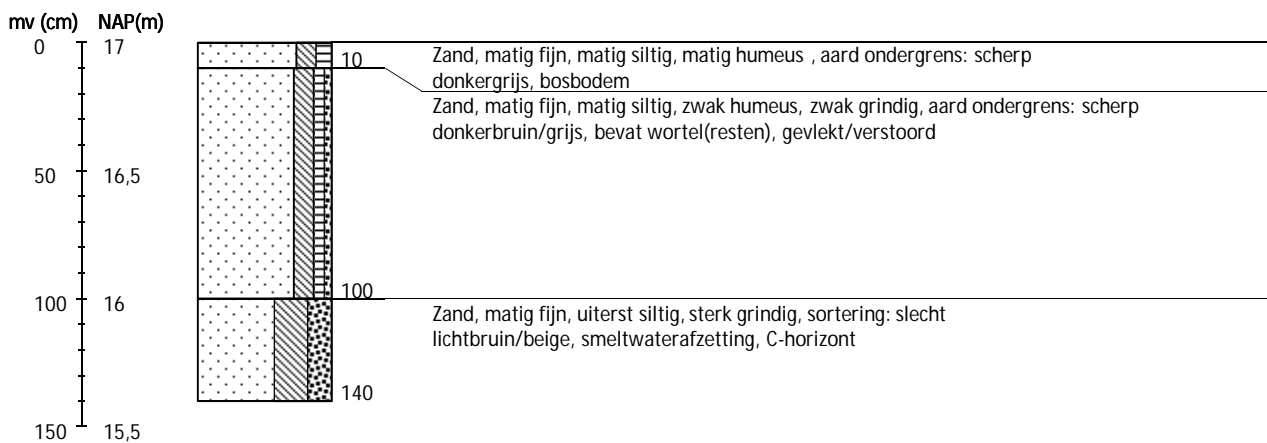 mv (cm) NAP(m)
0 17
10
Zand, matig fijn, matig siltig, matig humeus , aard ondergrens: scherp
donkergrijs, bosbodem
Zand, matig fijn, matig siltig, zwak humeus, zwak grindig, aard ondergrens: scherp
donkerbruin/grijs, bevat wortel(resten), gevlekt/verstoord
50 16,5
100
100 16
Zand, matig fijn, uiterst siltig, sterk grindig, sortering: slecht
lichtbruin/beige, smeltwaterafzetting, C-horizont
140
150 15,5